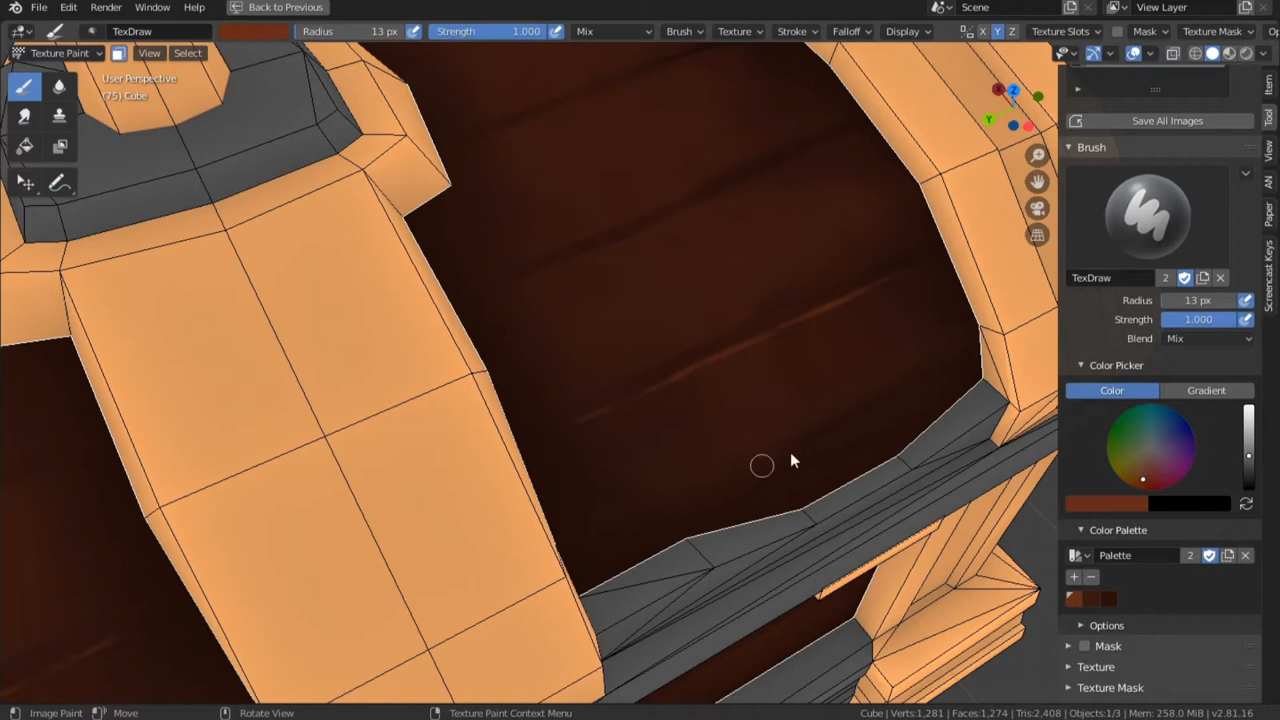 File Edit Render Window Help Back to Previous Scene View Layer
TexDraw Radius 13 px Strength 1.000 Mix Brush Texture Stroke Falloff Display X Y Z Texture Slots Mask Texture Mask Op
Texture Paint View Select
User Perspective
(75) Cube
X
Z
Y
Save All Images
Brush
TexDraw 2
Radius 13 px
Strength 1.000
Blend Mix
Color Picker
Color Gradient
Color Palette
Palette 2
Options
Mask
Texture
Texture Mask
Item
Tool
View
AN
Paper
Screencast Keys
Image Paint Move Rotate View Texture Paint Context Menu Cube | Verts:1,281 | Faces:1,274 | Tris:2,408 | Objects:1/3 | Mem: 258.0 MiB | v2.81.16